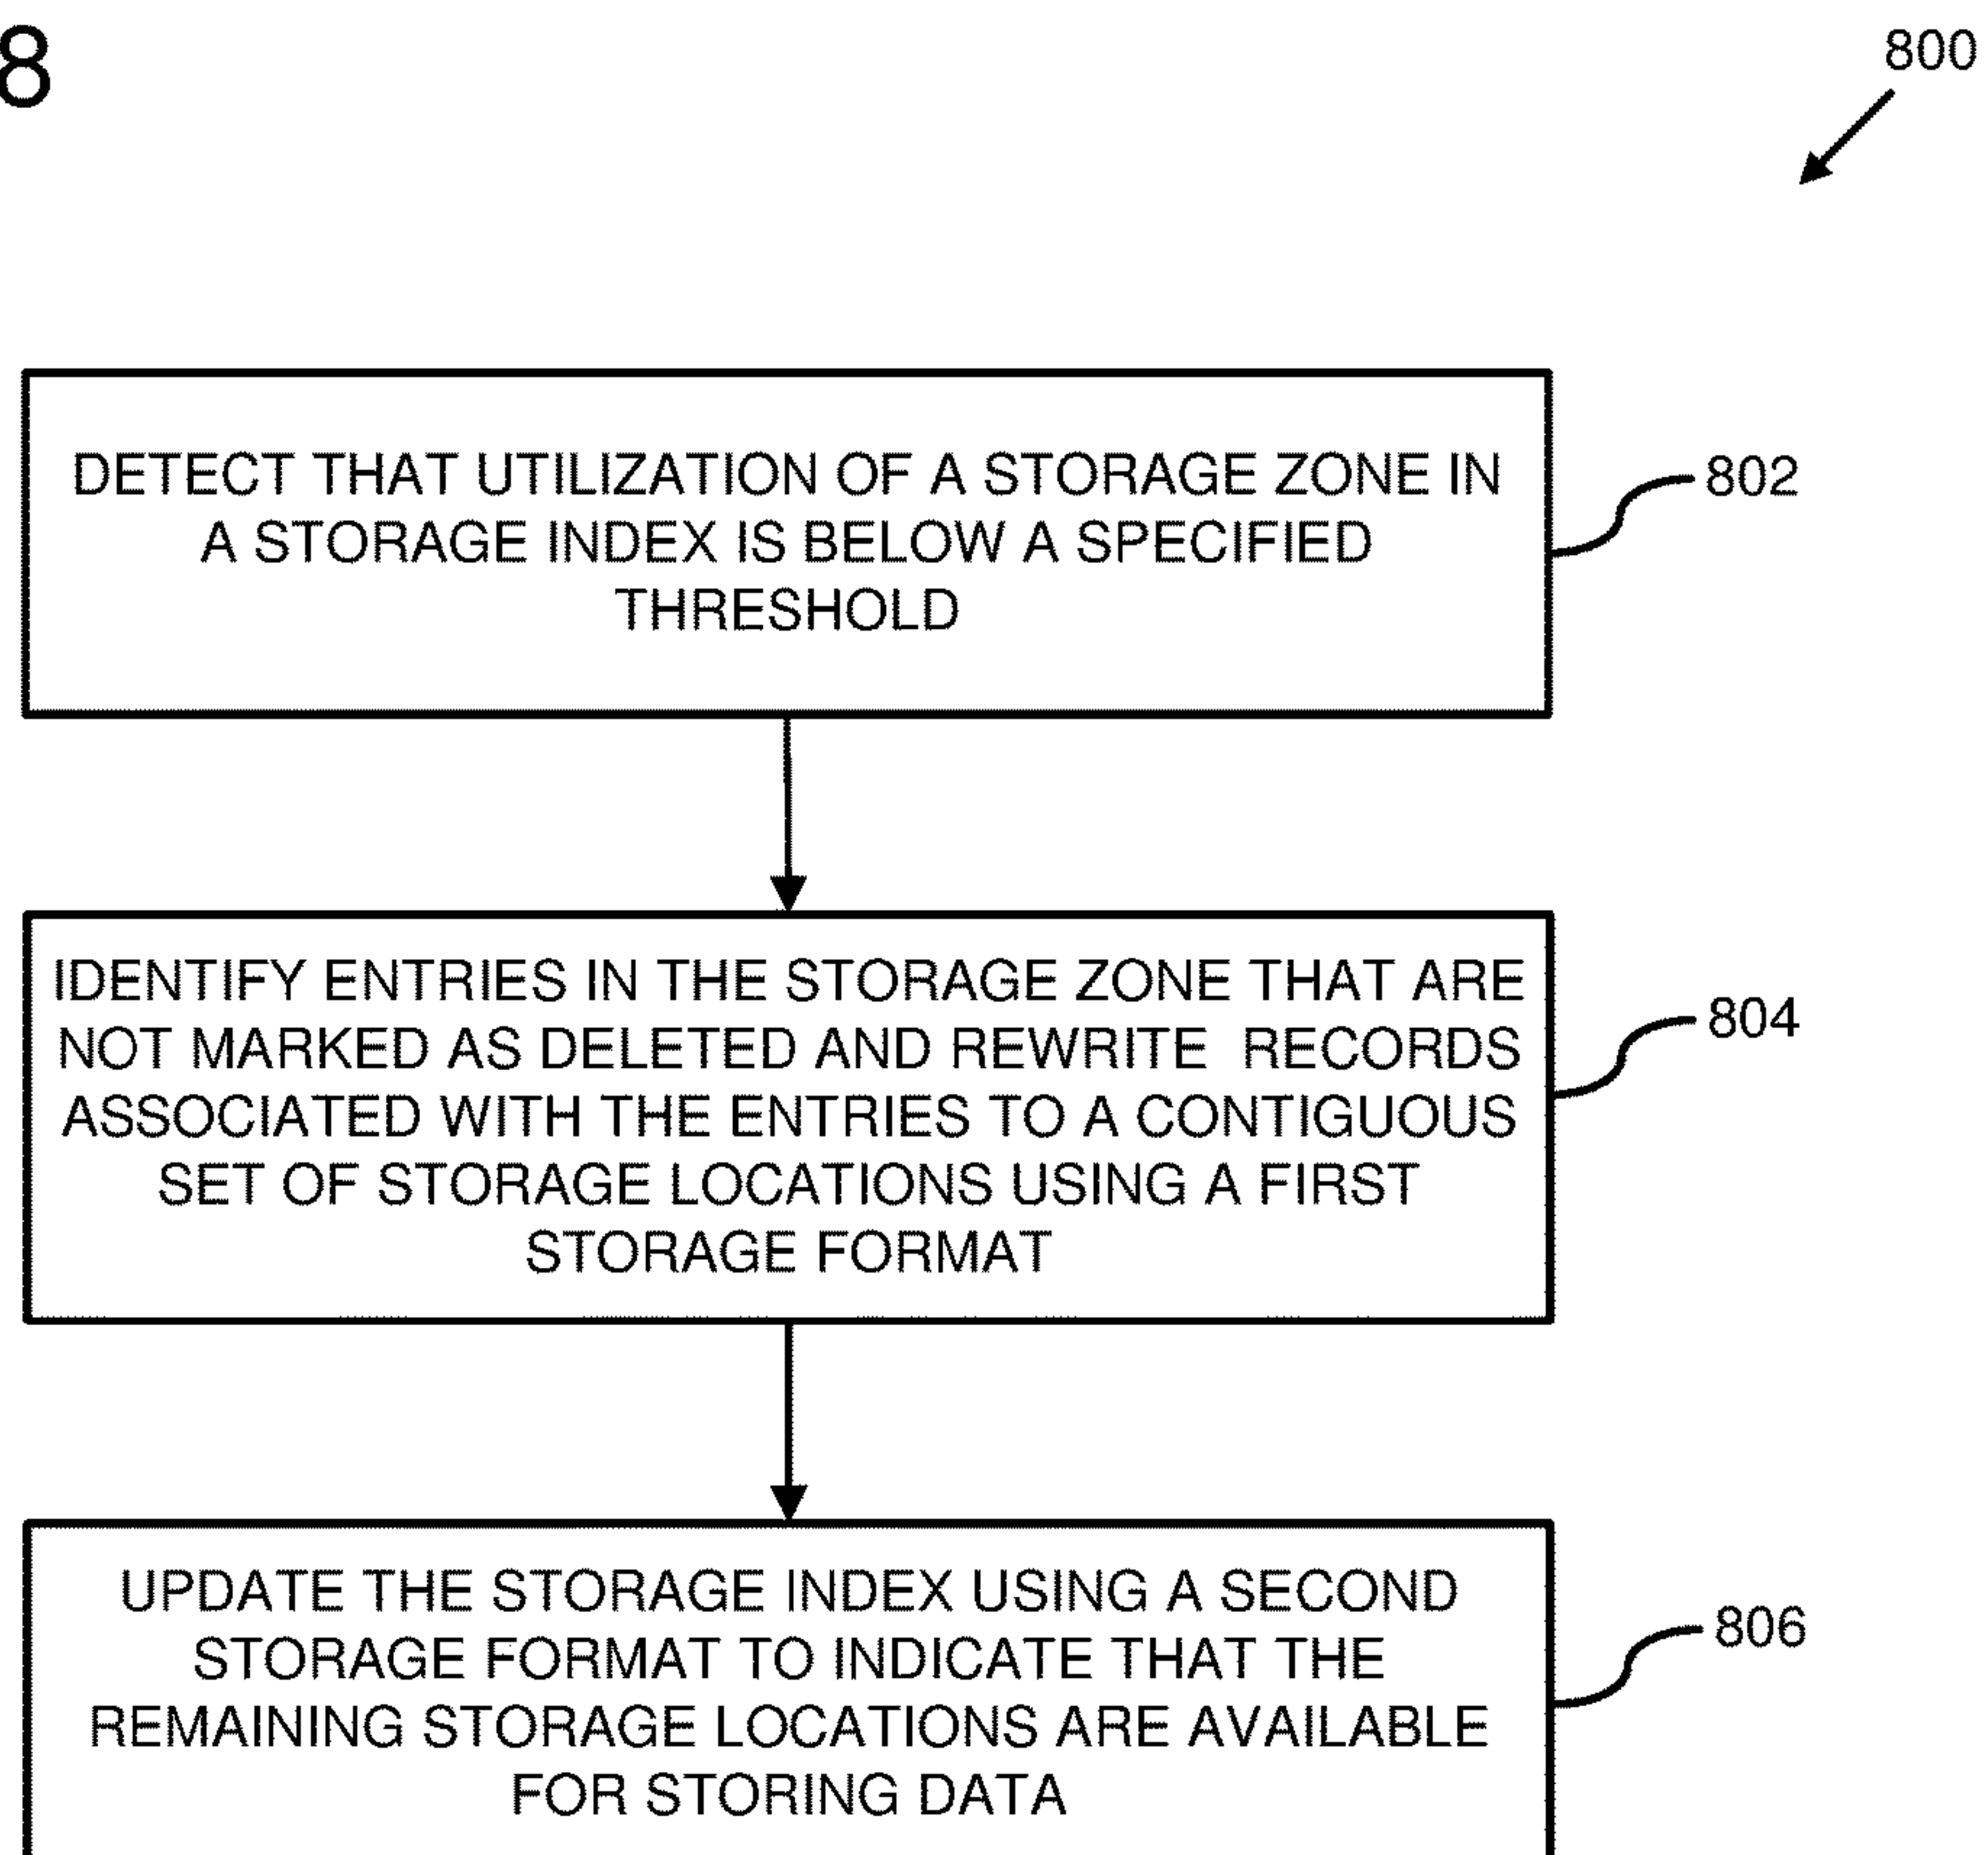 8
800
DETECT THAT UTILIZATION OF A STORAGE ZONE IN
A STORAGE INDEX IS BELOW A SPECIFIED
THRESHOLD
802
IDENTIFY ENTRIES IN THE STORAGE ZONE THAT ARE
NOT MARKED AS DELETED AND REWRITE RECORDS
ASSOCIATED WITH THE ENTRIES TO A CONTIGUOUS
SET OF STORAGE LOCATIONS USING A FIRST
STORAGE FORMAT
804
UPDATE THE STORAGE INDEX USING A SECOND
STORAGE FORMAT TO INDICATE THAT THE
REMAINING STORAGE LOCATIONS ARE AVAILABLE
FOR STORING DATA
806